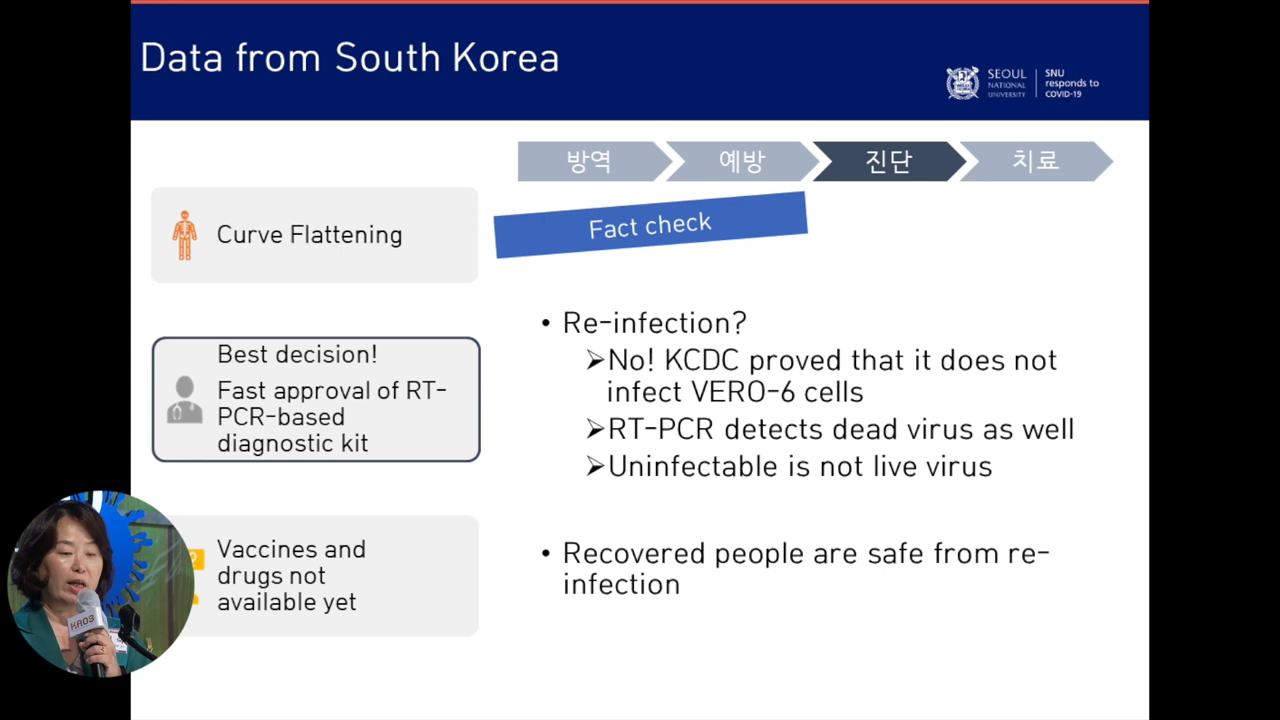 Data from South Korea
SEOUL
NATIONAL
UNIVERSITY
SNU
responds to
COVID-19
방역
예방
진단
치료
Curve Flattening
Fact check
Best decision!
Fast approval of RT-
PCR-based
diagnostic kit
Vaccines and
drugs not
available yet
• Re-infection?
➢No! KCDC proved that it does not
infect VERO-6 cells
➢RT-PCR detects dead virus as well
➢Uninfectable is not live virus
• Recovered people are safe from re-
infection
KAOS